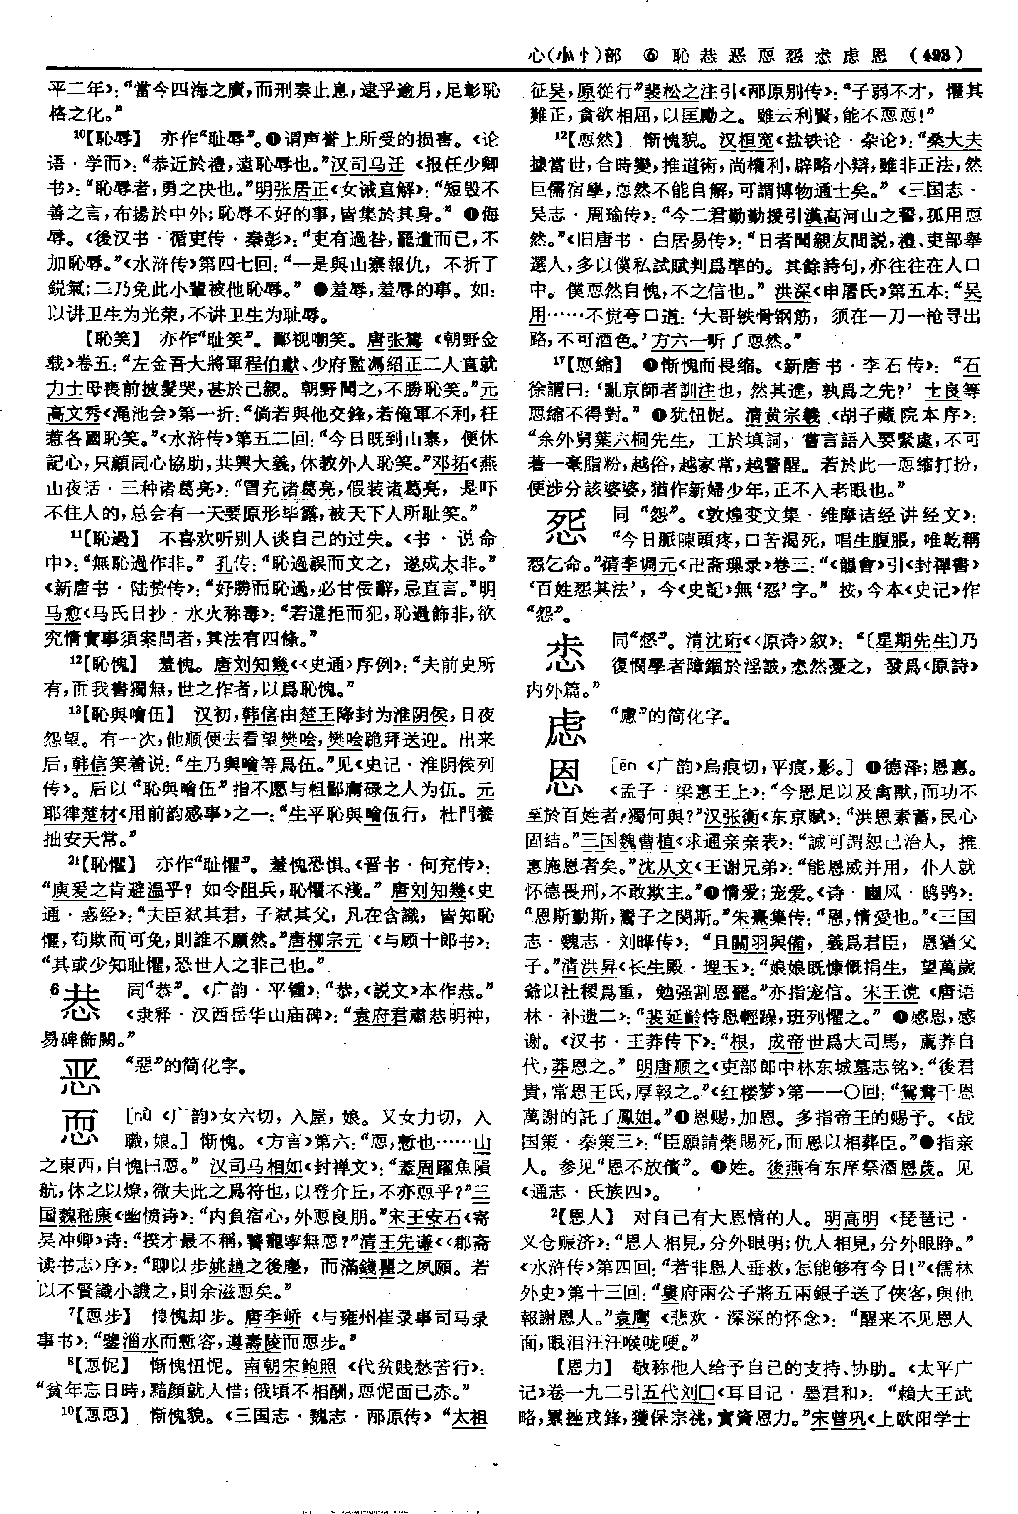 心(⺗忄)部 ⑥ 恥 恭 恶 恧 惌 恷 虑 恩 (493)
平二年》：“當今四海之廣，而刑奏止息，逮乎逾月，足彰恥
格之化。”
¹⁰【恥辱】 亦作“耻辱”。❶谓声誉上所受的损害。《论
语·学而》：“恭近於禮，遠恥辱也。”汉司马迁《报任少卿
书》：“恥辱者，勇之决也。”明张居正《女诫直解》：“短毁不
善之言，布揚於中外；恥辱不好的事，皆集於其身。”❷侮
辱。《後汉书·循吏传·秦彭》：“吏有過咎，罷遣而已，不
加恥辱。”《水浒传》第四七回：“一是與山寨報仇，不折了
鋭氣；二乃免此小輩被他恥辱。”❸羞辱，羞辱的事。如：
以讲卫生为光荣，不讲卫生为耻辱。
【恥笑】 亦作“耻笑”。鄙视嘲笑。唐张鷟《朝野佥
载》卷五：“左金吾大將軍程伯獻、少府監馮紹正二人直就
力士母喪前披髮哭，甚於己親。朝野聞之，不勝恥笑。”元
高文秀《渑池会》第一折：“倘若與他交鋒，若俺軍不利，枉
惹各國恥笑。”《水浒传》第五二回：“今日既到山寨，便休
記心，只顧同心協助，共興大義，休教外人恥笑。”邓拓《燕
山夜话·三种诸葛亮》：“冒充诸葛亮，假装诸葛亮，是吓
不住人的，总会有一天要原形毕露，被天下人所耻笑。”
¹¹【恥過】 不喜欢听别人谈自己的过失。《书·说命
中》：“無恥過作非。”孔传：“恥過誤而文之，遂成大非。”
《新唐书·陆贽传》：“好勝而恥過，必甘佞辭，忌直言。”明
马愈《马氏日抄·水火称毒》：“若違拒而犯，恥過飾非，欲
究情實事須案問者，其法有四條。”
¹²【恥愧】 羞愧。唐刘知幾《〈史通〉序例》：“夫前史所
有，而我書獨無，世之作者，以爲恥愧。”
¹³【恥與噲伍】 汉初，韩信由楚王降封为淮阴侯，日夜
怨望。有一次，他顺便去看望樊哙，樊哙跪拜送迎。出来
后，韩信笑着说：“生乃與噲等爲伍。”见《史记·淮阴侯列
传》。后以“恥與噲伍”指不愿与粗鄙庸碌之人为伍。元
耶律楚材《用前韵感事》之一：“生平恥與噲伍行，杜門養
拙安天常。”
²¹【恥懼】 亦作“耻懼”。羞愧恐惧。《晋书·何充传》：
“庾爰之肯避温乎？如令阻兵，恥懼不淺。”唐刘知幾《史
通·惑经》：“夫臣弑其君，子弑其父，凡在含識，皆知恥
懼，苟欺而可免，則誰不願然。”唐柳宗元《与顾十郎书》：
“其或少知耻懼，恐世人之非己也。”
⁶恭 同“恭”。《广韵·平锺》：“恭，《説文》本作恭。”
《隶释·汉西岳华山庙碑》：“袁府君肅恭明神，
易碑飾闕。”
恶 “惡”的简化字。
恧 ［nǜ《广韵》女六切，入屋，娘。又女力切，入
職，娘。］惭愧。《方言》第六：“恧，慙也……山
之東西，自愧曰恧。”汉司马相如《封禅文》：“蓋周躍魚隕
航，休之以燎，微夫此之爲符也，以登介丘，不亦恧乎？”三
国魏嵇康《幽愤诗》：“内負宿心，外恧良朋。”宋王安石《寄
吴冲卿》诗：“揆才最不稱，竊寵寧無恧？”清王先谦《〈郡斋
读书志〉序》：“聊以步姚趙之後塵，而滿錢瞿之夙願。若
以不賢識小譏之，則余滋恧矣。”
⁷【恧步】 惶愧却步。唐李峤《与雍州崔录事司马录
事书》：“鑒淄水而慙容，遵壽陵而恧步。”
⁸【恧怩】 惭愧忸怩。南朝宋鲍照《代贫贱愁苦行》：
“貧年忘日時，黯顔就人惜；俄頃不相酬，恧怩面已赤。”
¹⁰【恧恧】 惭愧貌。《三国志·魏志·邴原传》“太祖
征吴，原從行”裴松之注引《邴原别传》：“子弱不才，懼其
難正，貪欲相屈，以匡勵之。雖云利賢，能不恧恧！”
¹²【恧然】 惭愧貌。汉桓宽《盐铁论·杂论》：“桑大夫
據當世，合時變，推道術，尚權利，辟略小辯，雖非正法，然
巨儒宿學，恧然不能自解，可謂博物通士矣。”《三国志·
吴志·周瑜传》：“今二君勤勤援引漢高河山之誓，孤用恧
然。”《旧唐书·白居易传》：“日者聞親友間説，禮、吏部舉
選人，多以僕私試賦判爲準的。其餘詩句，亦往往在人口
中。僕恧然自愧，不之信也。”洪深《申屠氏》第五本：“吴
用……不觉夸口道：‘大哥铁骨钢筋，须在一刀一枪寻出
路，不可酒色。’方六一听了恧然。”
¹⁷【恧縮】 ❶惭愧而畏缩。《新唐书·李石传》：“石
徐謂曰：‘亂京師者訓注也，然其進，孰爲之先？’士良等
恧縮不得對。”❷犹忸怩。清黄宗羲《胡子藏院本序》：
“余外舅葉六桐先生，工於填詞，嘗言語入要緊處，不可
着一毫脂粉，越俗，越家常，越警醒。若於此一恧縮打扮，
便涉分該婆婆，猶作新婦少年，正不入老眼也。”
惌 同“怨”。《敦煌变文集·维摩诘经讲经文》：
“今日脈陳頭疼，口苦渴死，唱生腹脹，唯乾稱
惌乞命。”清李调元《卍斋璅录》卷三：“《韻會》引《封禪書》
‘百姓惌其法’，今《史記》無‘惌’字。”按，今本《史记》作
“怨”。
恷 同“怒”。清沈珩《〈原诗〉叙》：“〔星期先生〕乃
復憫學者障錮於淫詖，恷然憂之，發爲《原詩》
内外篇。”
虑 “慮”的简化字。
恩 ［ēn《广韵》烏痕切，平痕，影。］❶德泽；恩惠。
《孟子·梁惠王上》：“今恩足以及禽獸，而功不
至於百姓者，獨何與？”汉张衡《东京赋》：“洪恩素蓄，民心
固結。”三国魏曹植《求通亲亲表》：“誠可謂恕己治人，推
惠施恩者矣。”沈从文《王谢兄弟》：“能恩威并用，仆人就
怀德畏刑，不敢欺主。”❷情爱；宠爱。《诗·豳风·鸱鸮》：
“恩斯勤斯，鬻子之閔斯。”朱熹集传：“恩，情愛也。”《三国
志·魏志·刘晔传》：“且關羽與備，義爲君臣，恩猶父
子。”清洪昇《长生殿·埋玉》：“娘娘既慷慨捐生，望萬歲
爺以社稷爲重，勉强割恩罷。”亦指宠信。宋王谠《唐语
林·补遗二》：“裴延齡恃恩輕躁，班列懼之。”❸感恩，感
谢。《汉书·王莽传下》：“根，成帝世爲大司馬，薦莽自
代，莽恩之。”明唐顺之《吏部郎中林东城墓志铭》：“後君
貴，常恩王氏，厚報之。”《红楼梦》第一一〇回：“鴛鴦千恩
萬謝的託了鳳姐。”❹恩赐，加恩。多指帝王的赐予。《战
国策·秦策三》：“臣願請藥賜死，而恩以相葬臣。”❺指亲
人。参见“恩不放債”。❻姓。後燕有东庠祭酒恩茂。见
《通志·氏族四》。
²【恩人】 对自己有大恩情的人。明高明《琵琶记·
义仓赈济》：“恩人相見，分外眼明；仇人相見，分外眼睁。”
《水浒传》第四回：“若非恩人垂救，怎能够有今日！”《儒林
外史》第十三回：“婁府兩公子將五兩銀子送了俠客，與他
報謝恩人。”袁鹰《悲欢·深深的怀念》：“醒来不见恩人
面，眼泪汪汪喉咙哽。”
【恩力】 敬称他人给予自己的支持、协助。《太平广
记》卷一九二引五代刘□《耳目记·墨君和》：“賴大王武
略，累挫戎鋒，獲保宗祧，實資恩力。”宋曾巩《上欧阳学士